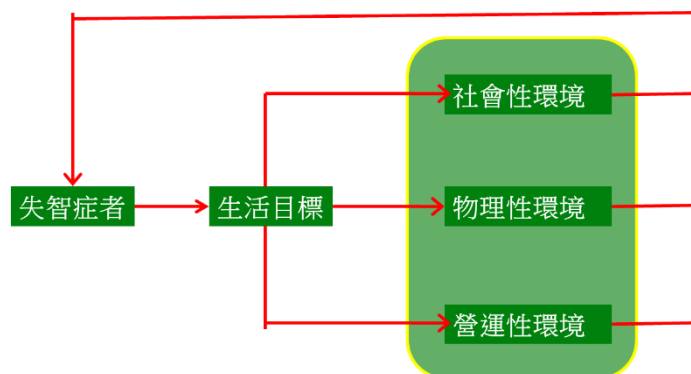 社會性環境
失智症者
生活目標
物理性環境
營運性環境